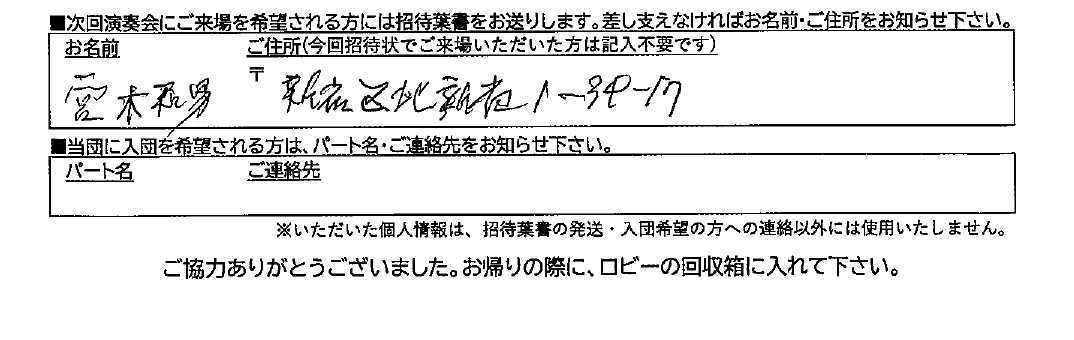 ■次回演奏会にご来場を希望される方には招待葉書をお送りします。差し支えなければお名前・ご住所をお知らせ下さい。
お名前 ご住所(今回招待状でご来場いただいた方は記入不要です)
〒
宮木和男 新宿区北新宿1-39-17
■当団に入団を希望される方は、パート名・ご連絡先をお知らせ下さい。
パート名 ご連絡先
※いただいた個人情報は、招待葉書の発送・入団希望の方への連絡以外には使用いたしません。
ご協力ありがとうございました。お帰りの際に、ロビーの回収箱に入れて下さい。